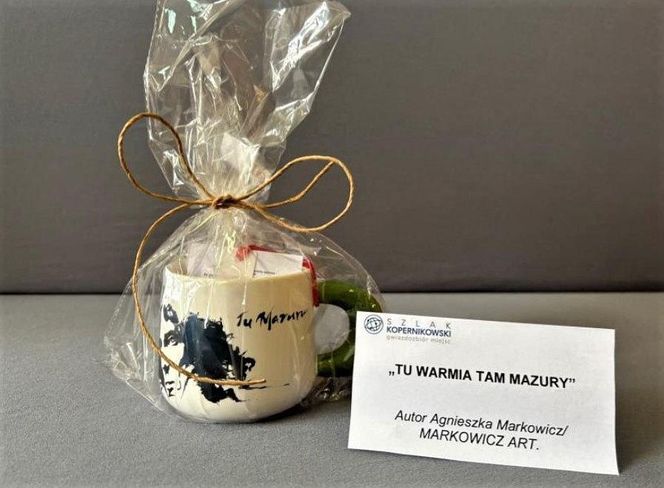 Tu Mazury
SZLAK
KOPERNIKOWSKI
gwiazdozbiór miejsc
„TU WARMIA TAM MAZURY”
Autor Agnieszka Markowicz/
MARKOWICZ ART.